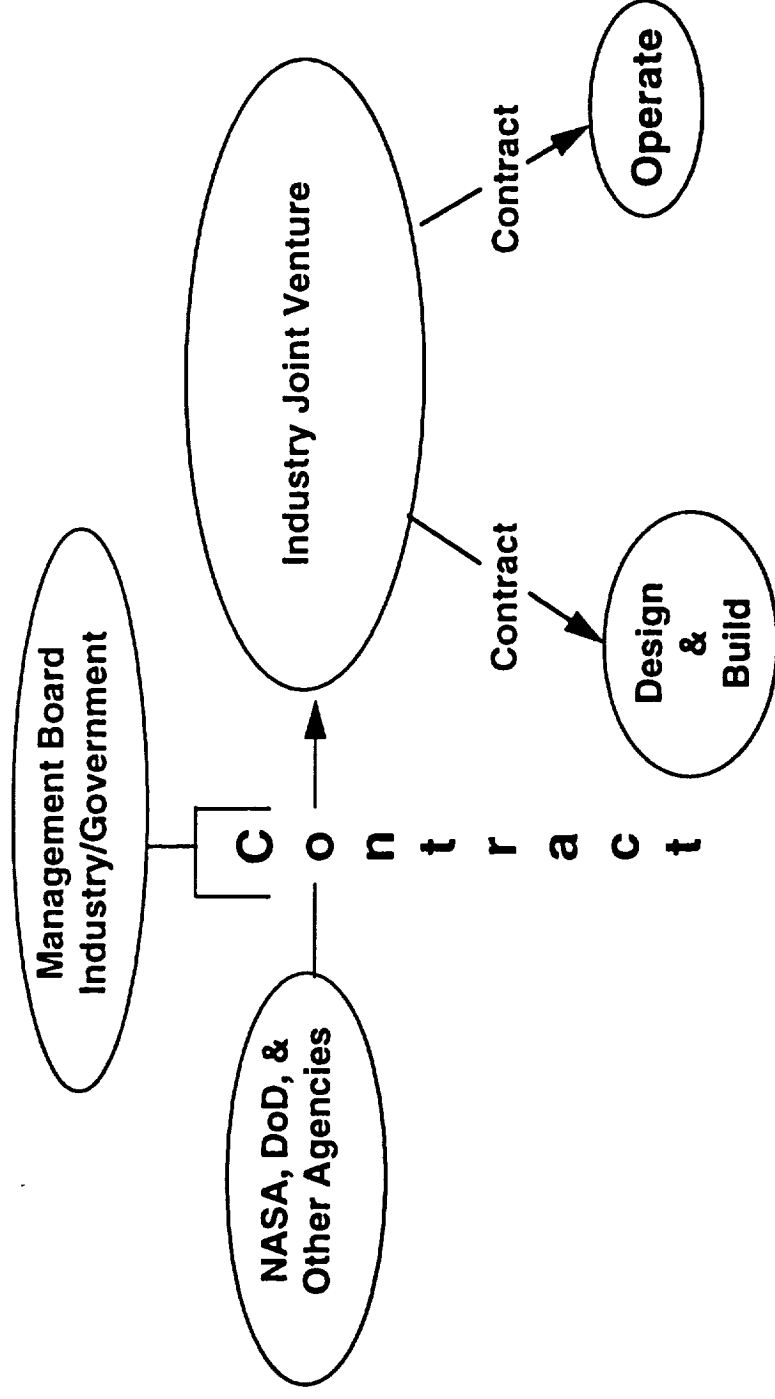 Management Board
Industry/Government
NASA, DoD, &
Other Agencies
Contract
Industry Joint Venture
Contract
Contract
Design
&
Build
Operate